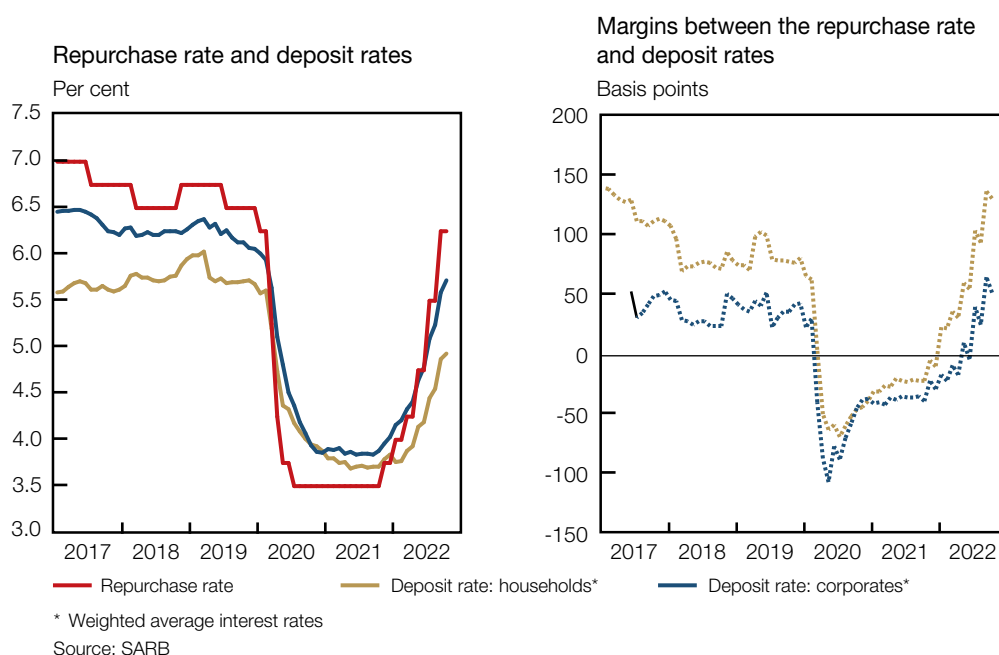 Repurchase rate and deposit rates
Per cent
7.5
7.0
6.5
6.0
5.5
5.0
4.5
4.0
3.5
3.0
2017 2018 2019 2020 2021 2022
Margins between the repurchase rate
and deposit rates
Basis points
200
150
100
50
0
-50
-100
-150
2017 2018 2019 2020 2021 2022
Repurchase rate Deposit rate: households* Deposit rate: corporates*
* Weighted average interest rates
Source: SARB